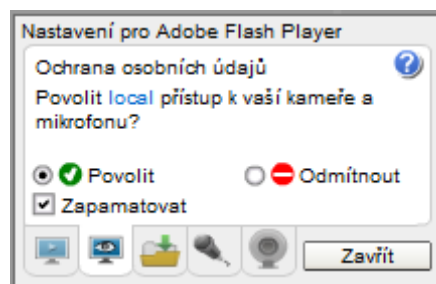 Nastavení pro Adobe Flash Player
Ochrana osobních údajů
Povolit local přístup k vaší kameře a
mikrofonu?
Povolit Odmítnout
Zapamatovat
Zavřít